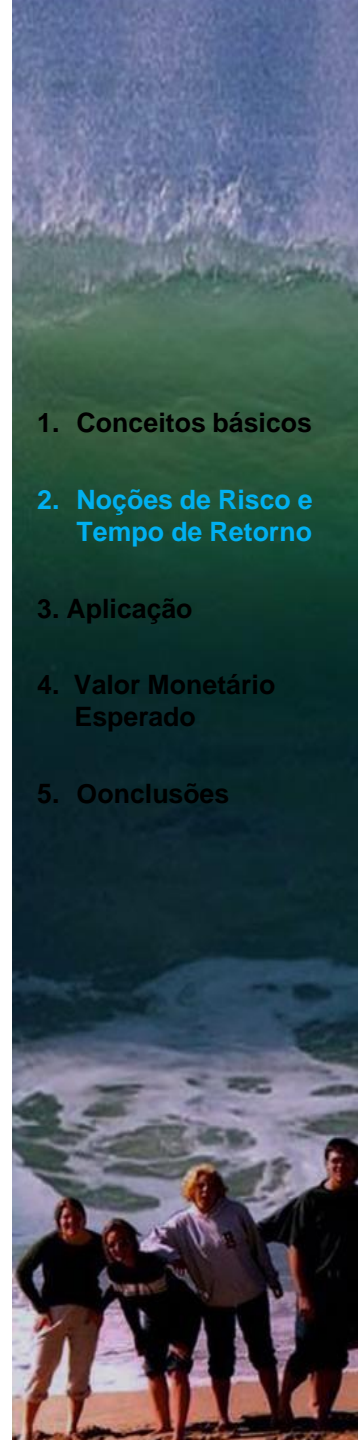 1. Conceitos básicos
2. Noções de Risco e
Tempo de Retorno
3. Aplicação
4. Valor Monetário
Esperado
5. Oonclusões